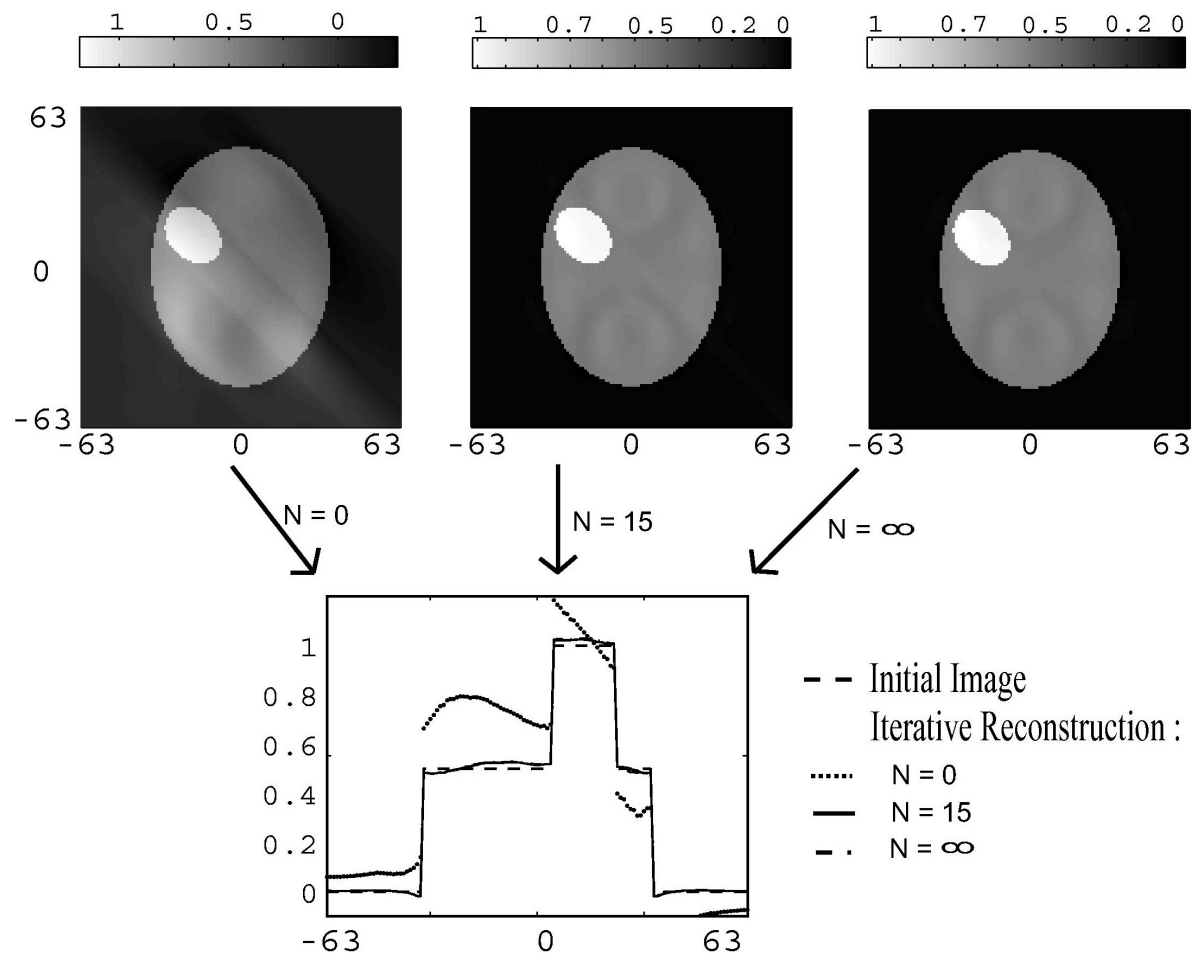 1 0.5 0
1 0.7 0.5 0.2 0
1 0.7 0.5 0.2 0
63
0
-63
-63 0 63
-63 0 63
-63 0 63
N = 0
N = 15
N = ∞
1
0.8
0.6
0.4
0.2
0
-63 0 63
Initial Image
Iterative Reconstruction :
N = 0
N = 15
N = ∞